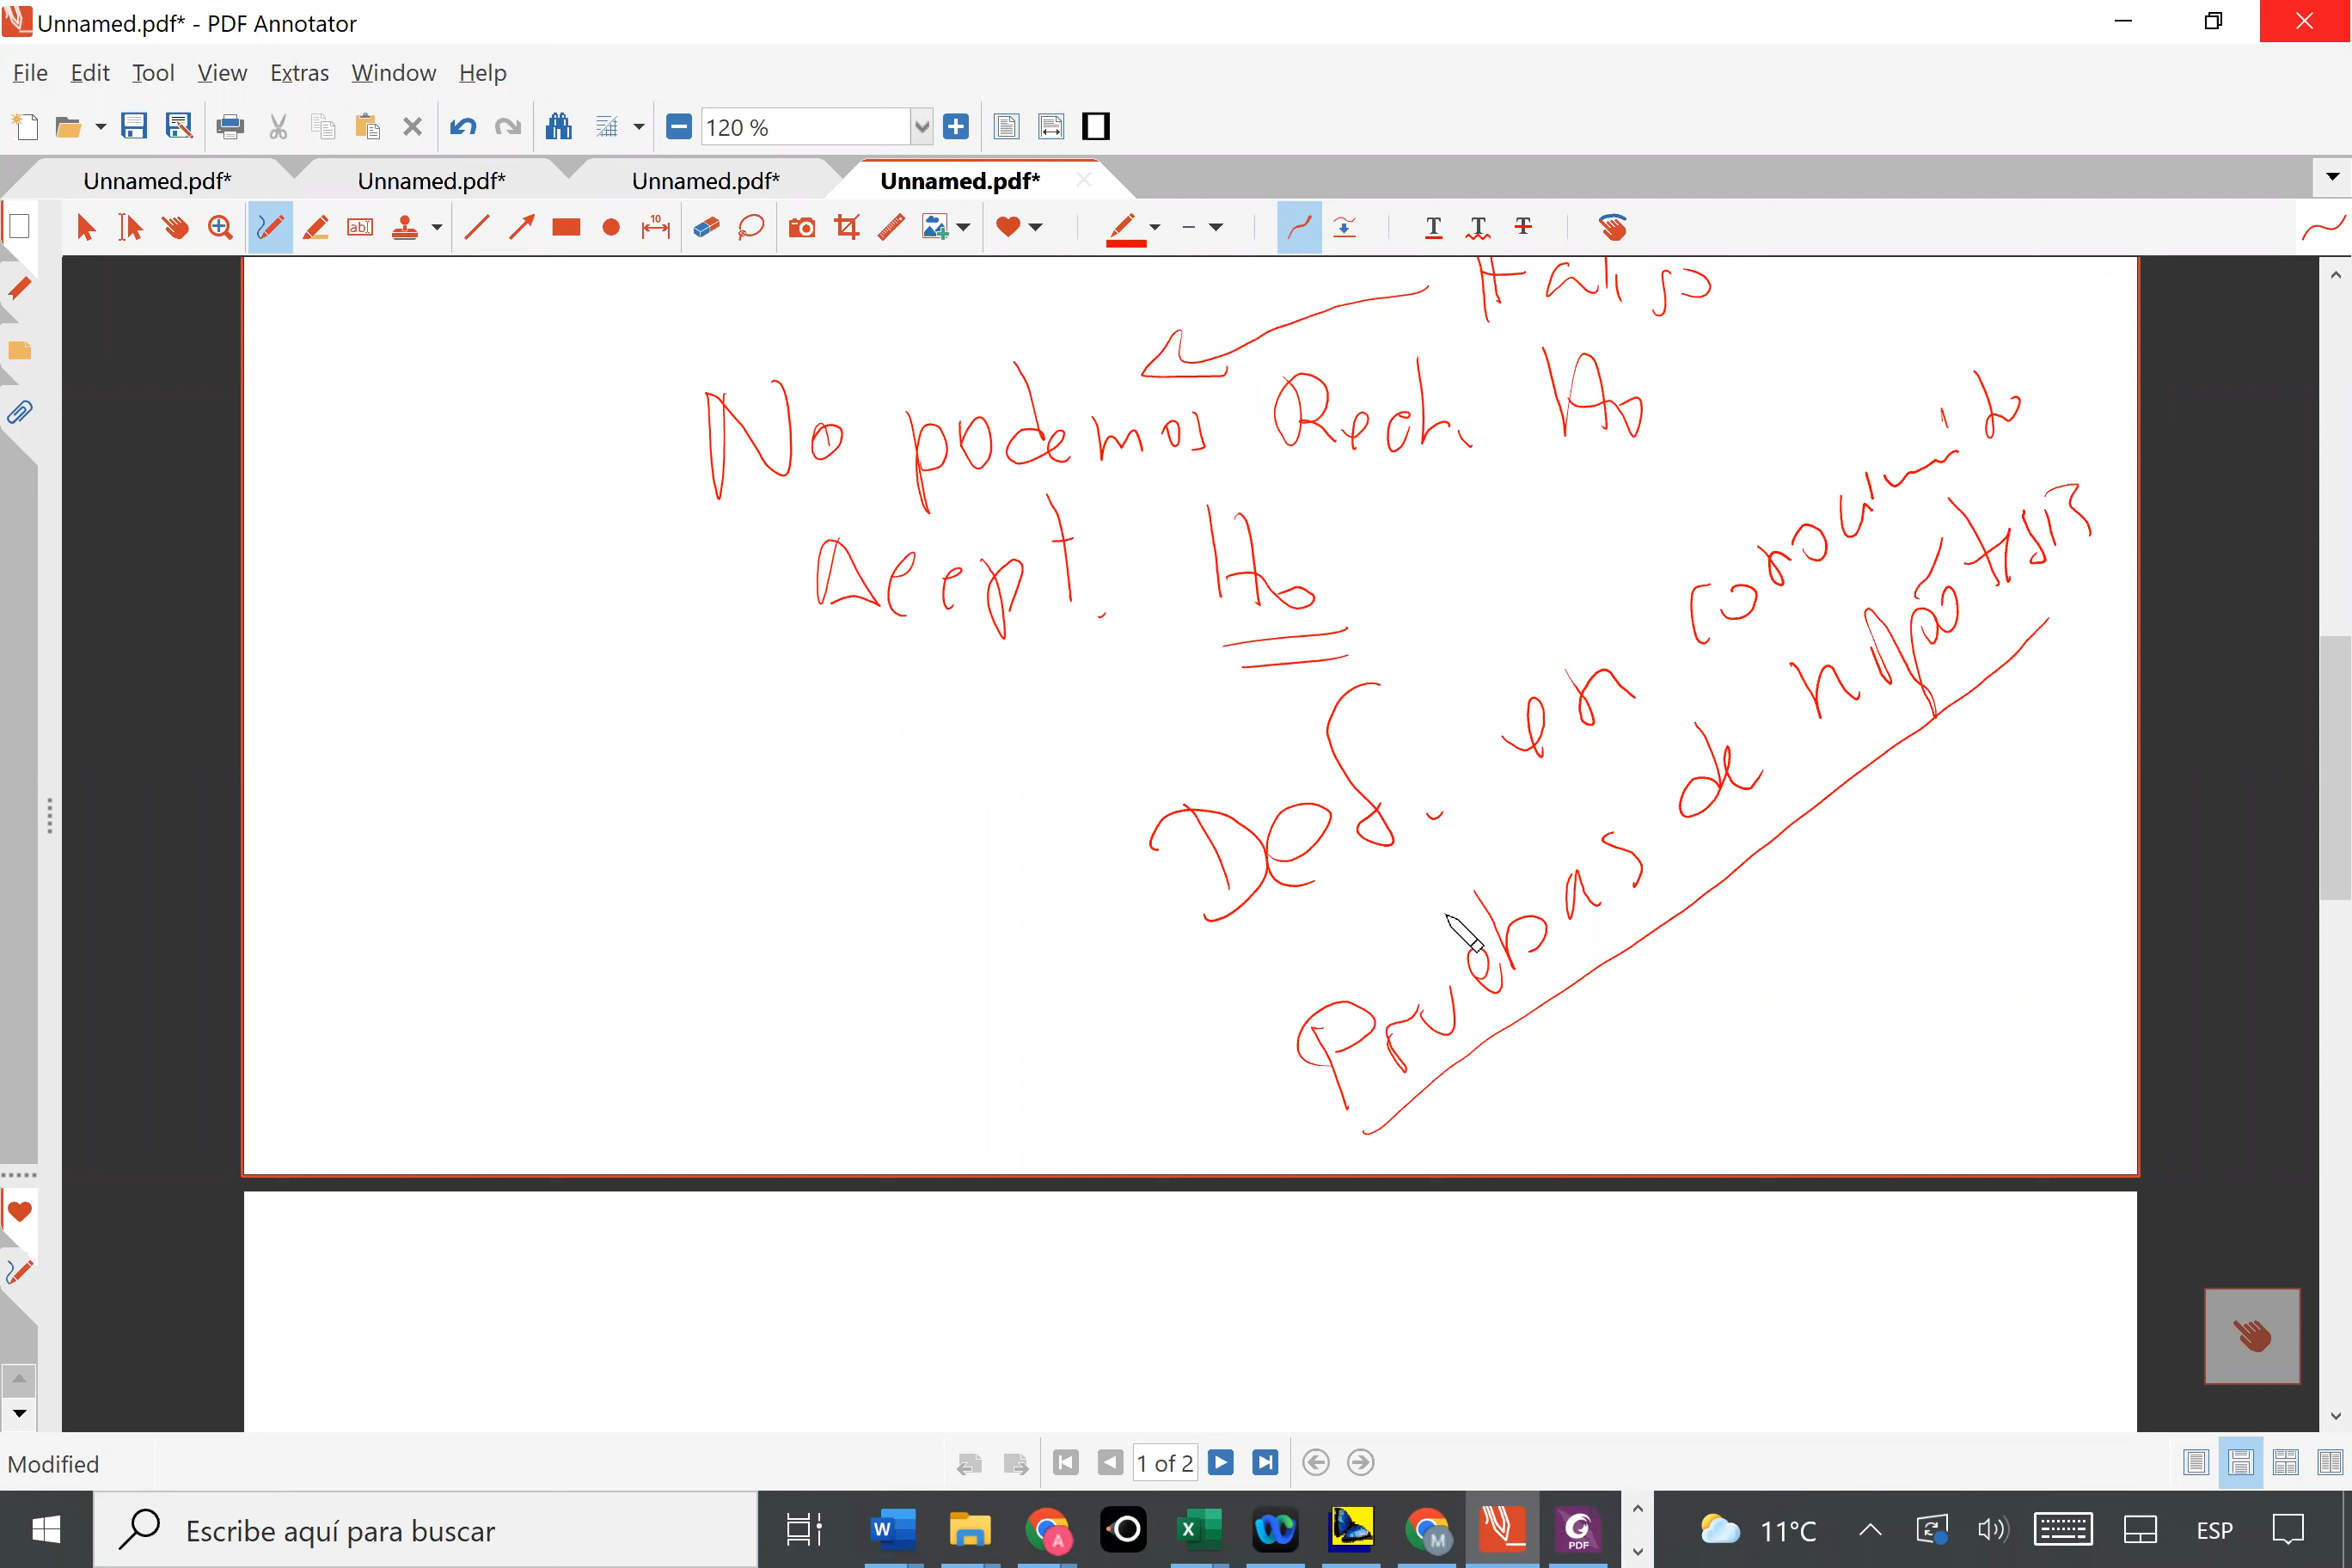 Unnamed.pdf* - PDF Annotator
File Edit Tool View Extras Window Help
120 %
Unnamed.pdf* Unnamed.pdf* Unnamed.pdf* Unnamed.pdf*
No podemos Rech. Ho
Acept. Ho
Def. en conocimiento
Pruebas de hipótesis
Modified
1 of 2
Escribe aquí para buscar
11°C
ESP